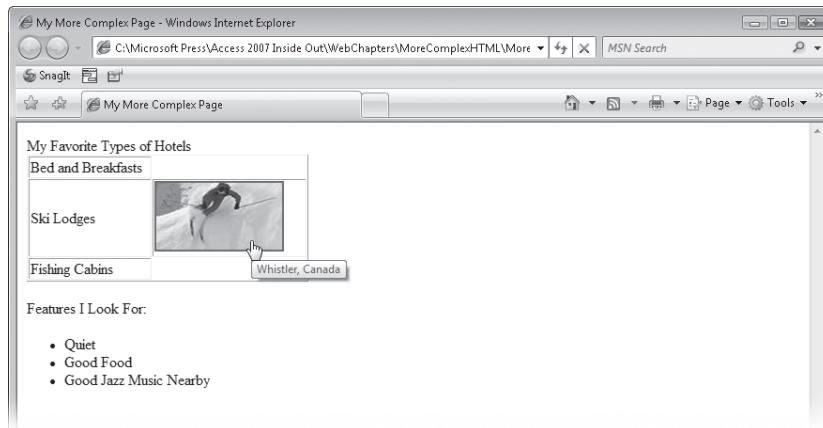 My More Complex Page - Windows Internet Explorer
C:\Microsoft Press\Access 2007 Inside Out\WebChapters\MoreComplexHTML\More
MSN Search
SnagIt
My More Complex Page
Page
Tools
My Favorite Types of Hotels
Bed and Breakfasts
Ski Lodges
Whistler, Canada
Fishing Cabins
Features I Look For:
• Quiet
• Good Food
• Good Jazz Music Nearby